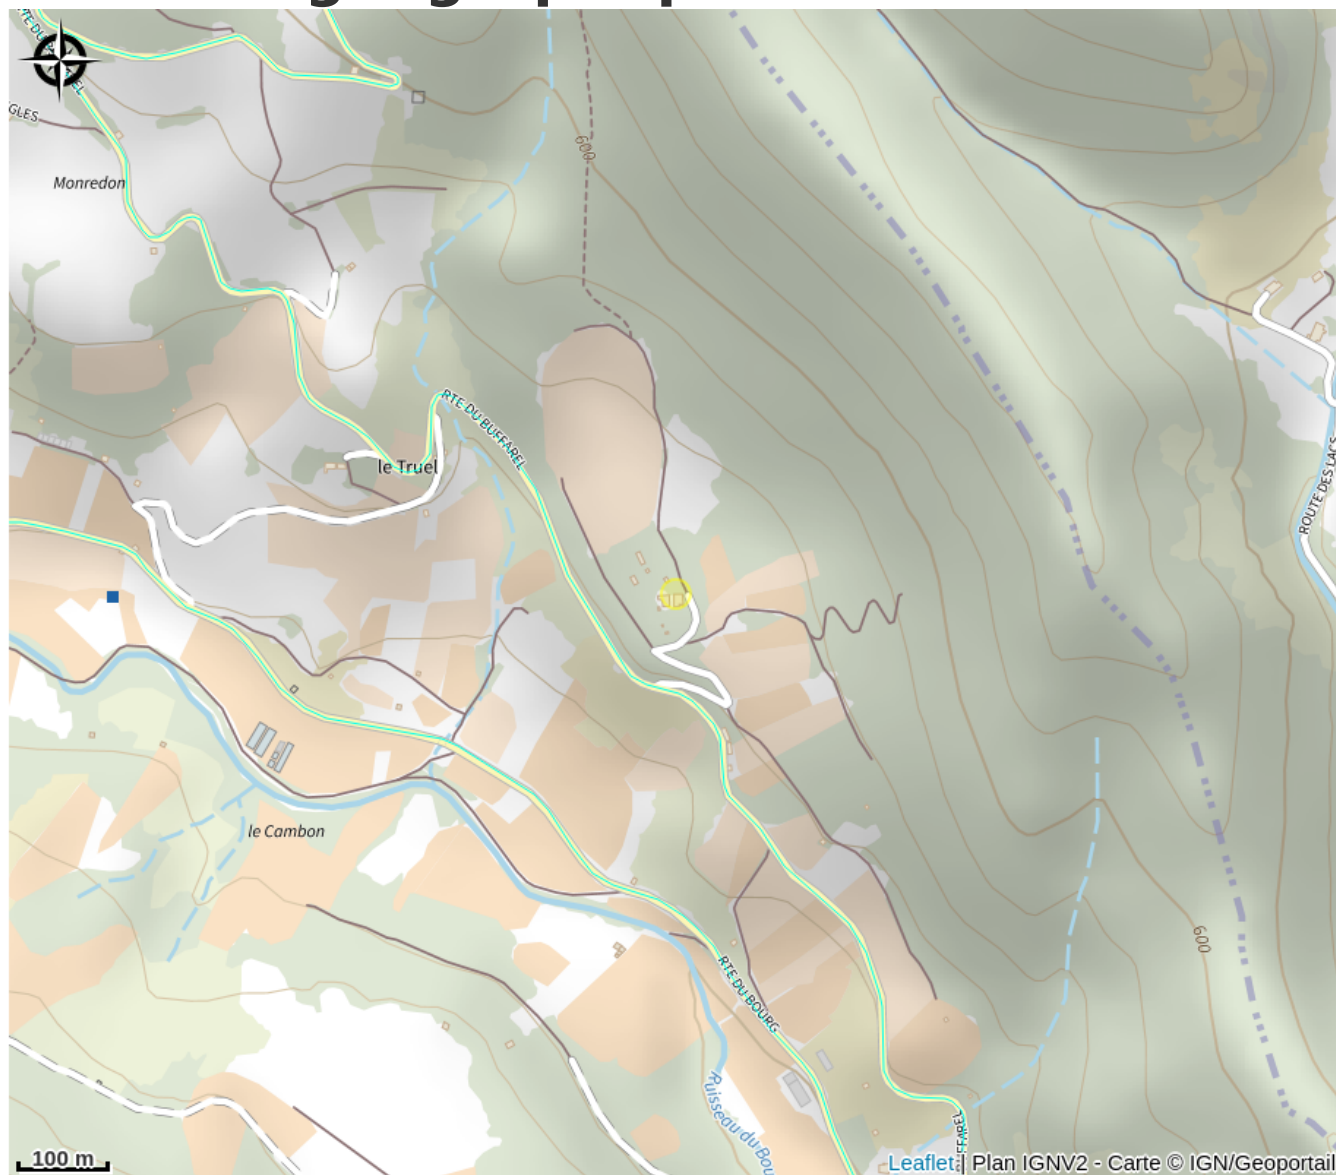 GLES
600
Monredon
RTE DU BUFFAREL
le Truel
ROUTE DES LACS
le Cambon
600
RTE DU BOURG
Ruisseau du Bou
FFAREL
100 m
Leaflet | Plan IGNV2 - Carte © IGN/Geoportail